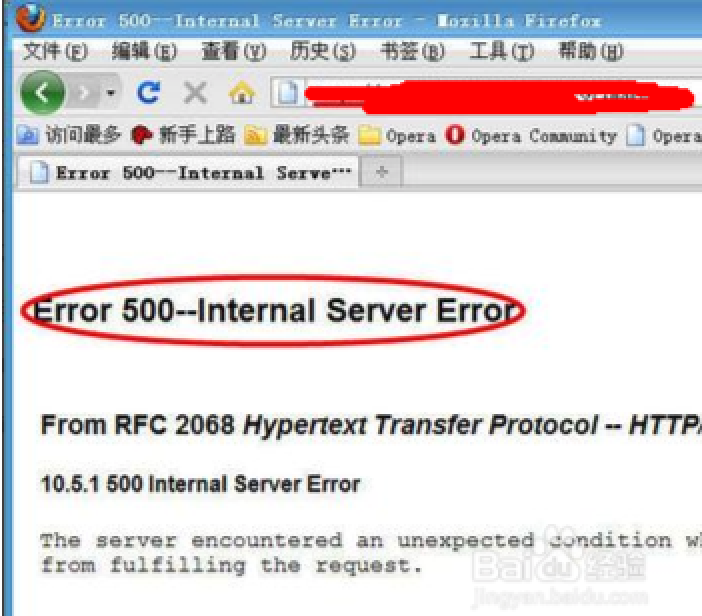 Error 500--Internal Server Error - Mozilla Firefox
文件(F) 编辑(E) 查看(V) 历史(S) 书签(B) 工具(T) 帮助(H)
访问最多 新手上路 最新头条 Opera Opera Community Opera
Error 500--Internal Serve...
Error 500--Internal Server Error
From RFC 2068 Hypertext Transfer Protocol -- HTTP/
10.5.1 500 Internal Server Error
The server encountered an unexpected condition wh
from fulfilling the request.
Baidu 经验
jingyan.baidu.com